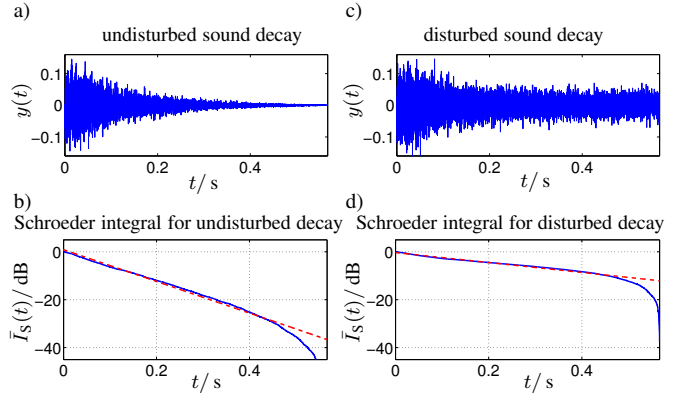 a)
undisturbed sound decay
0.1
0
−0.1
y(t)
0
0.2
0.4
t/ s
c)
disturbed sound decay
0.1
0
−0.1
y(t)
0
0.2
0.4
t/ s
b)
Schroeder integral for undisturbed decay
0
−20
−40
ĪS(t)/ dB
0
0.2
0.4
t/ s
d)
Schroeder integral for disturbed decay
0
−20
−40
ĪS(t)/ dB
0
0.2
0.4
t/ s